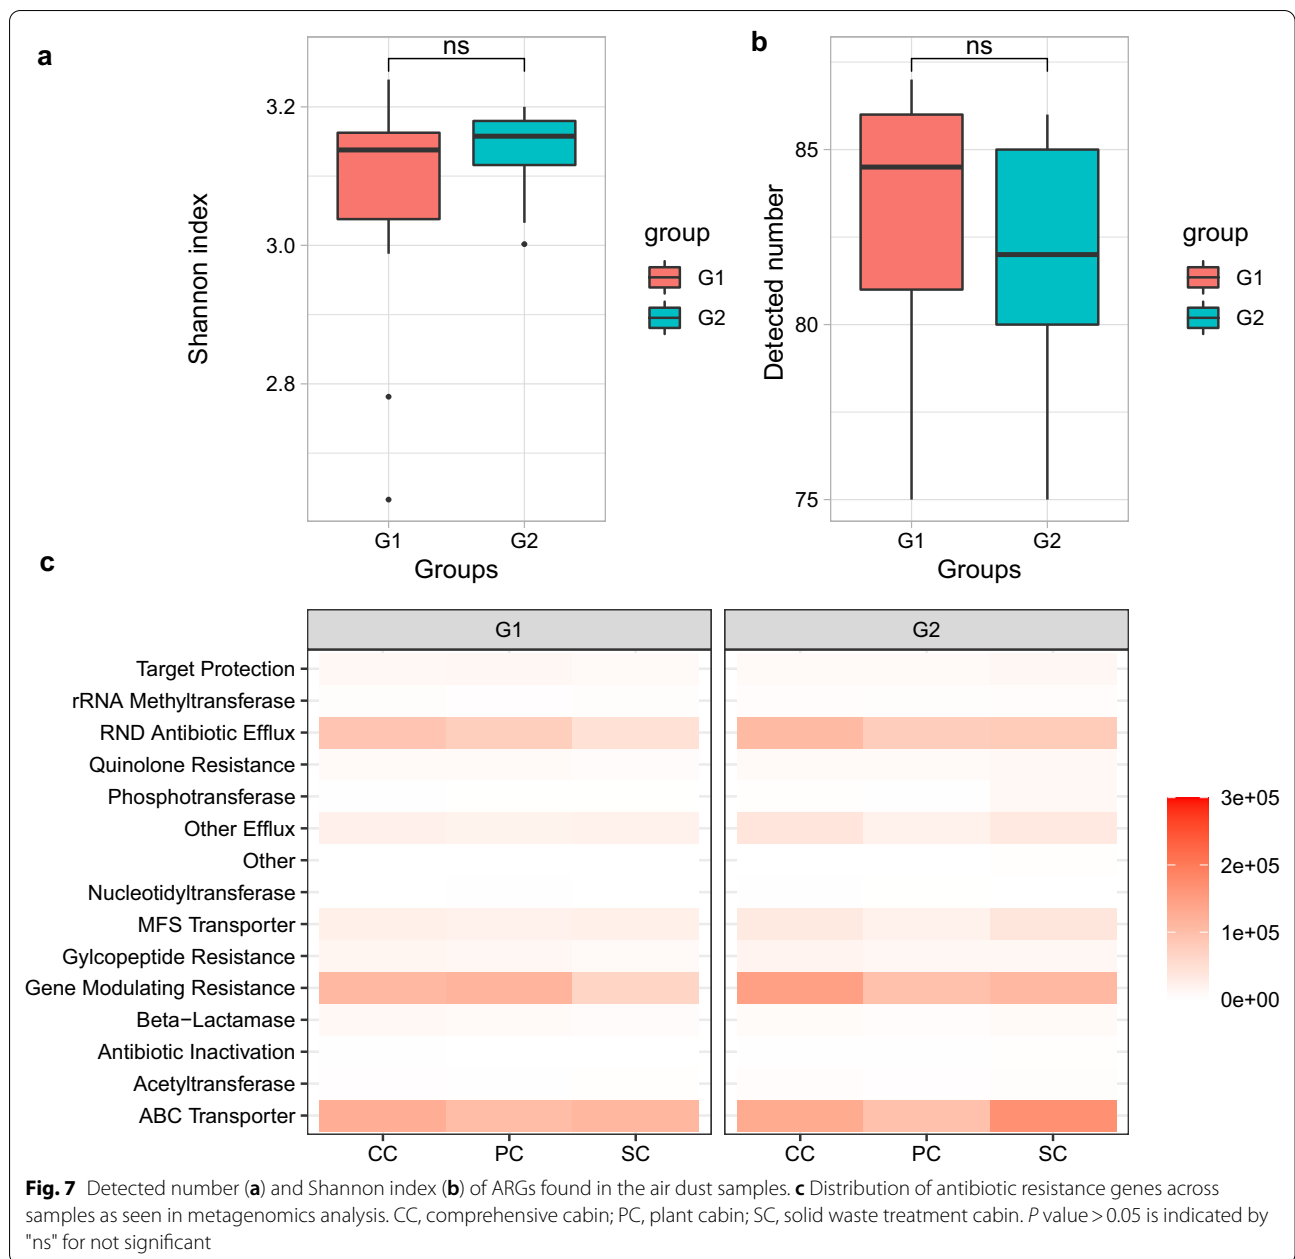 a
ns
3.2
3.0
2.8
Shannon index
G1
G2
Groups
group
G1
G2
b
ns
85
80
75
Detected number
G1
G2
Groups
group
G1
G2
c
G1
G2
Target Protection
rRNA Methyltransferase
RND Antibiotic Efflux
Quinolone Resistance
Phosphotransferase
Other Efflux
Other
Nucleotidyltransferase
MFS Transporter
Gylcopeptide Resistance
Gene Modulating Resistance
Beta−Lactamase
Antibiotic Inactivation
Acetyltransferase
ABC Transporter
CC
PC
SC
CC
PC
SC
3e+05
2e+05
1e+05
0e+00
Fig. 7 Detected number (a) and Shannon index (b) of ARGs found in the air dust samples. c Distribution of antibiotic resistance genes across
samples as seen in metagenomics analysis. CC, comprehensive cabin; PC, plant cabin; SC, solid waste treatment cabin. P value > 0.05 is indicated by
"ns" for not significant